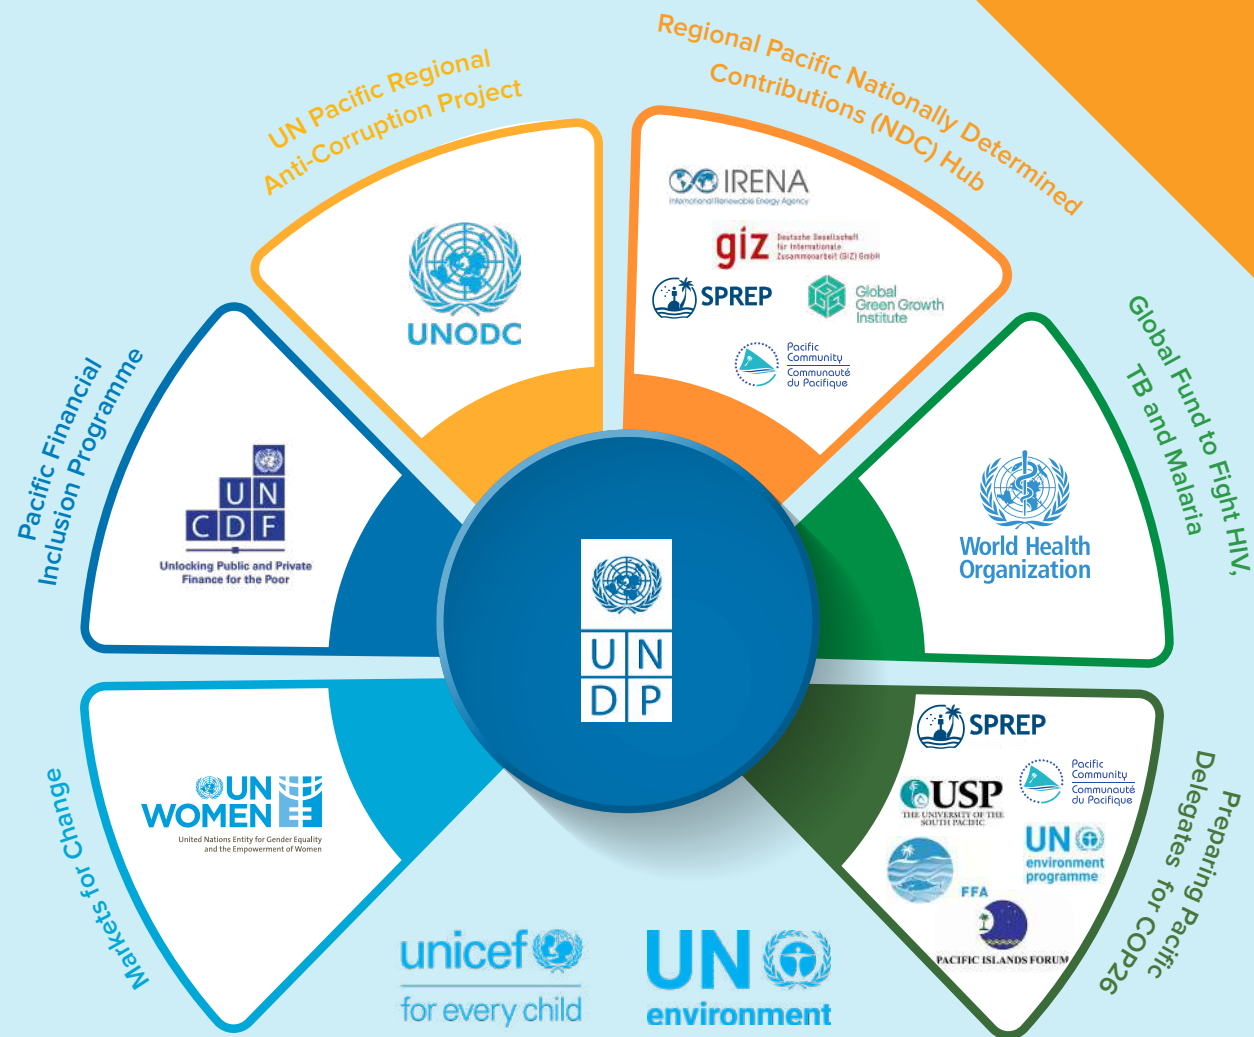 UN Pacific Regional
Anti-Corruption Project
Regional Pacific Nationally Determined
Contributions (NDC) Hub
IRENA
International Renewable Energy Agency
giz
Deutsche Gesellschaft
für Internationale
Zusammenarbeit (GIZ) GmbH
SPREP
Global
Green Growth
Institute
Pacific
Community
Communauté
du Pacifique
UNODC
Pacific Financial
Inclusion Programme
UN
CDF
Unlocking Public and Private
Finance for the Poor
Global Fund to Fight HIV,
TB and Malaria
World Health
Organization
UN
DP
Markets for Change
UN
WOMEN
United Nations Entity for Gender Equality
and the Empowerment of Women
Preparing Pacific
Delegates for COP26
SPREP
Pacific
Community
Communauté
du Pacifique
USP
THE UNIVERSITY OF THE
SOUTH PACIFIC
UN
environment
programme
FFA
PACIFIC ISLANDS FORUM
unicef
for every child
UN
environment